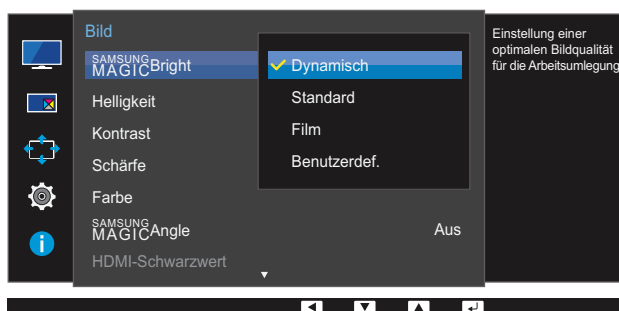 Bild
SAMSUNG MAGICBright
Dynamisch
Helligkeit
Standard
Kontrast
Film
Schärfe
Benutzerdef.
Farbe
SAMSUNG MAGICAngle
Aus
HDMI-Schwarzwert
Einstellung einer
optimalen Bildqualität
für die Arbeitsumlegung